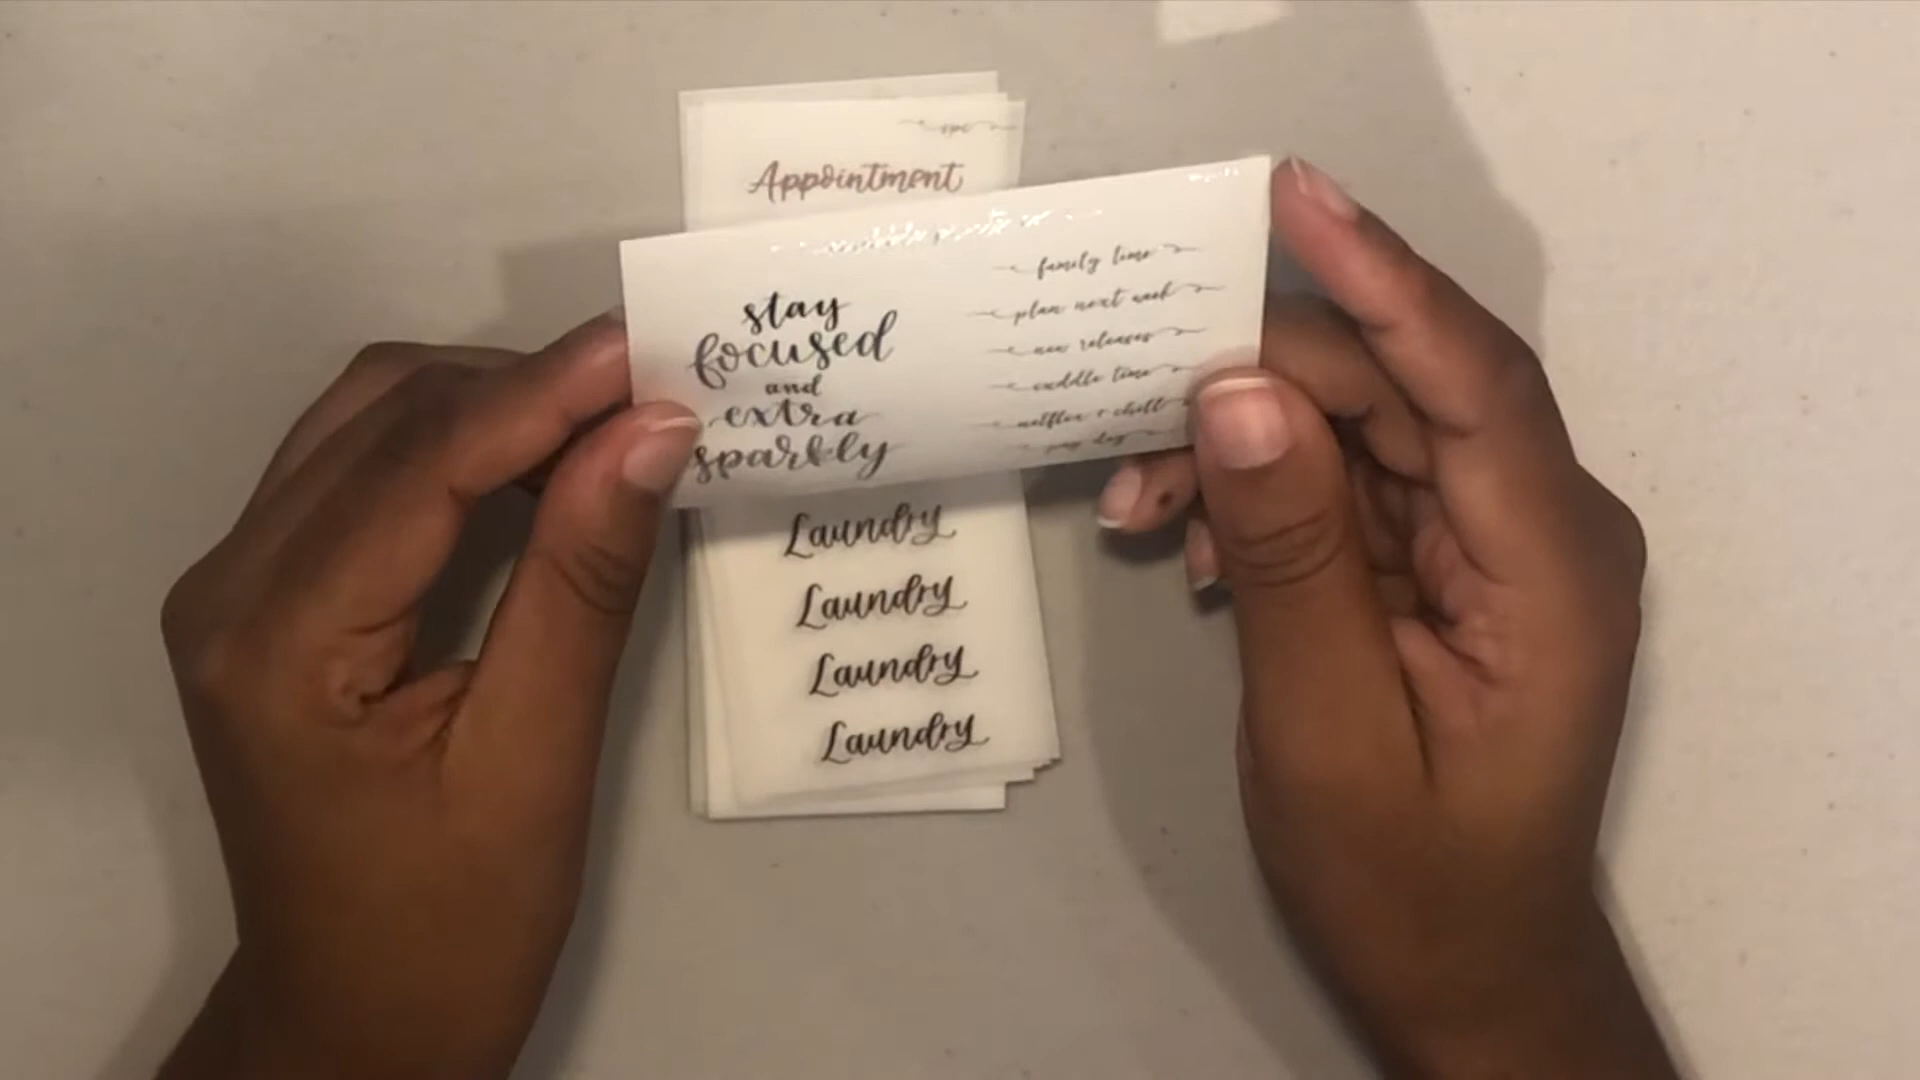 Appointment
stay
focused
and
extra
sparkly
family time
plan next week
new releases
cuddle time
netflix + chill
pay day
Laundry
Laundry
Laundry
Laundry